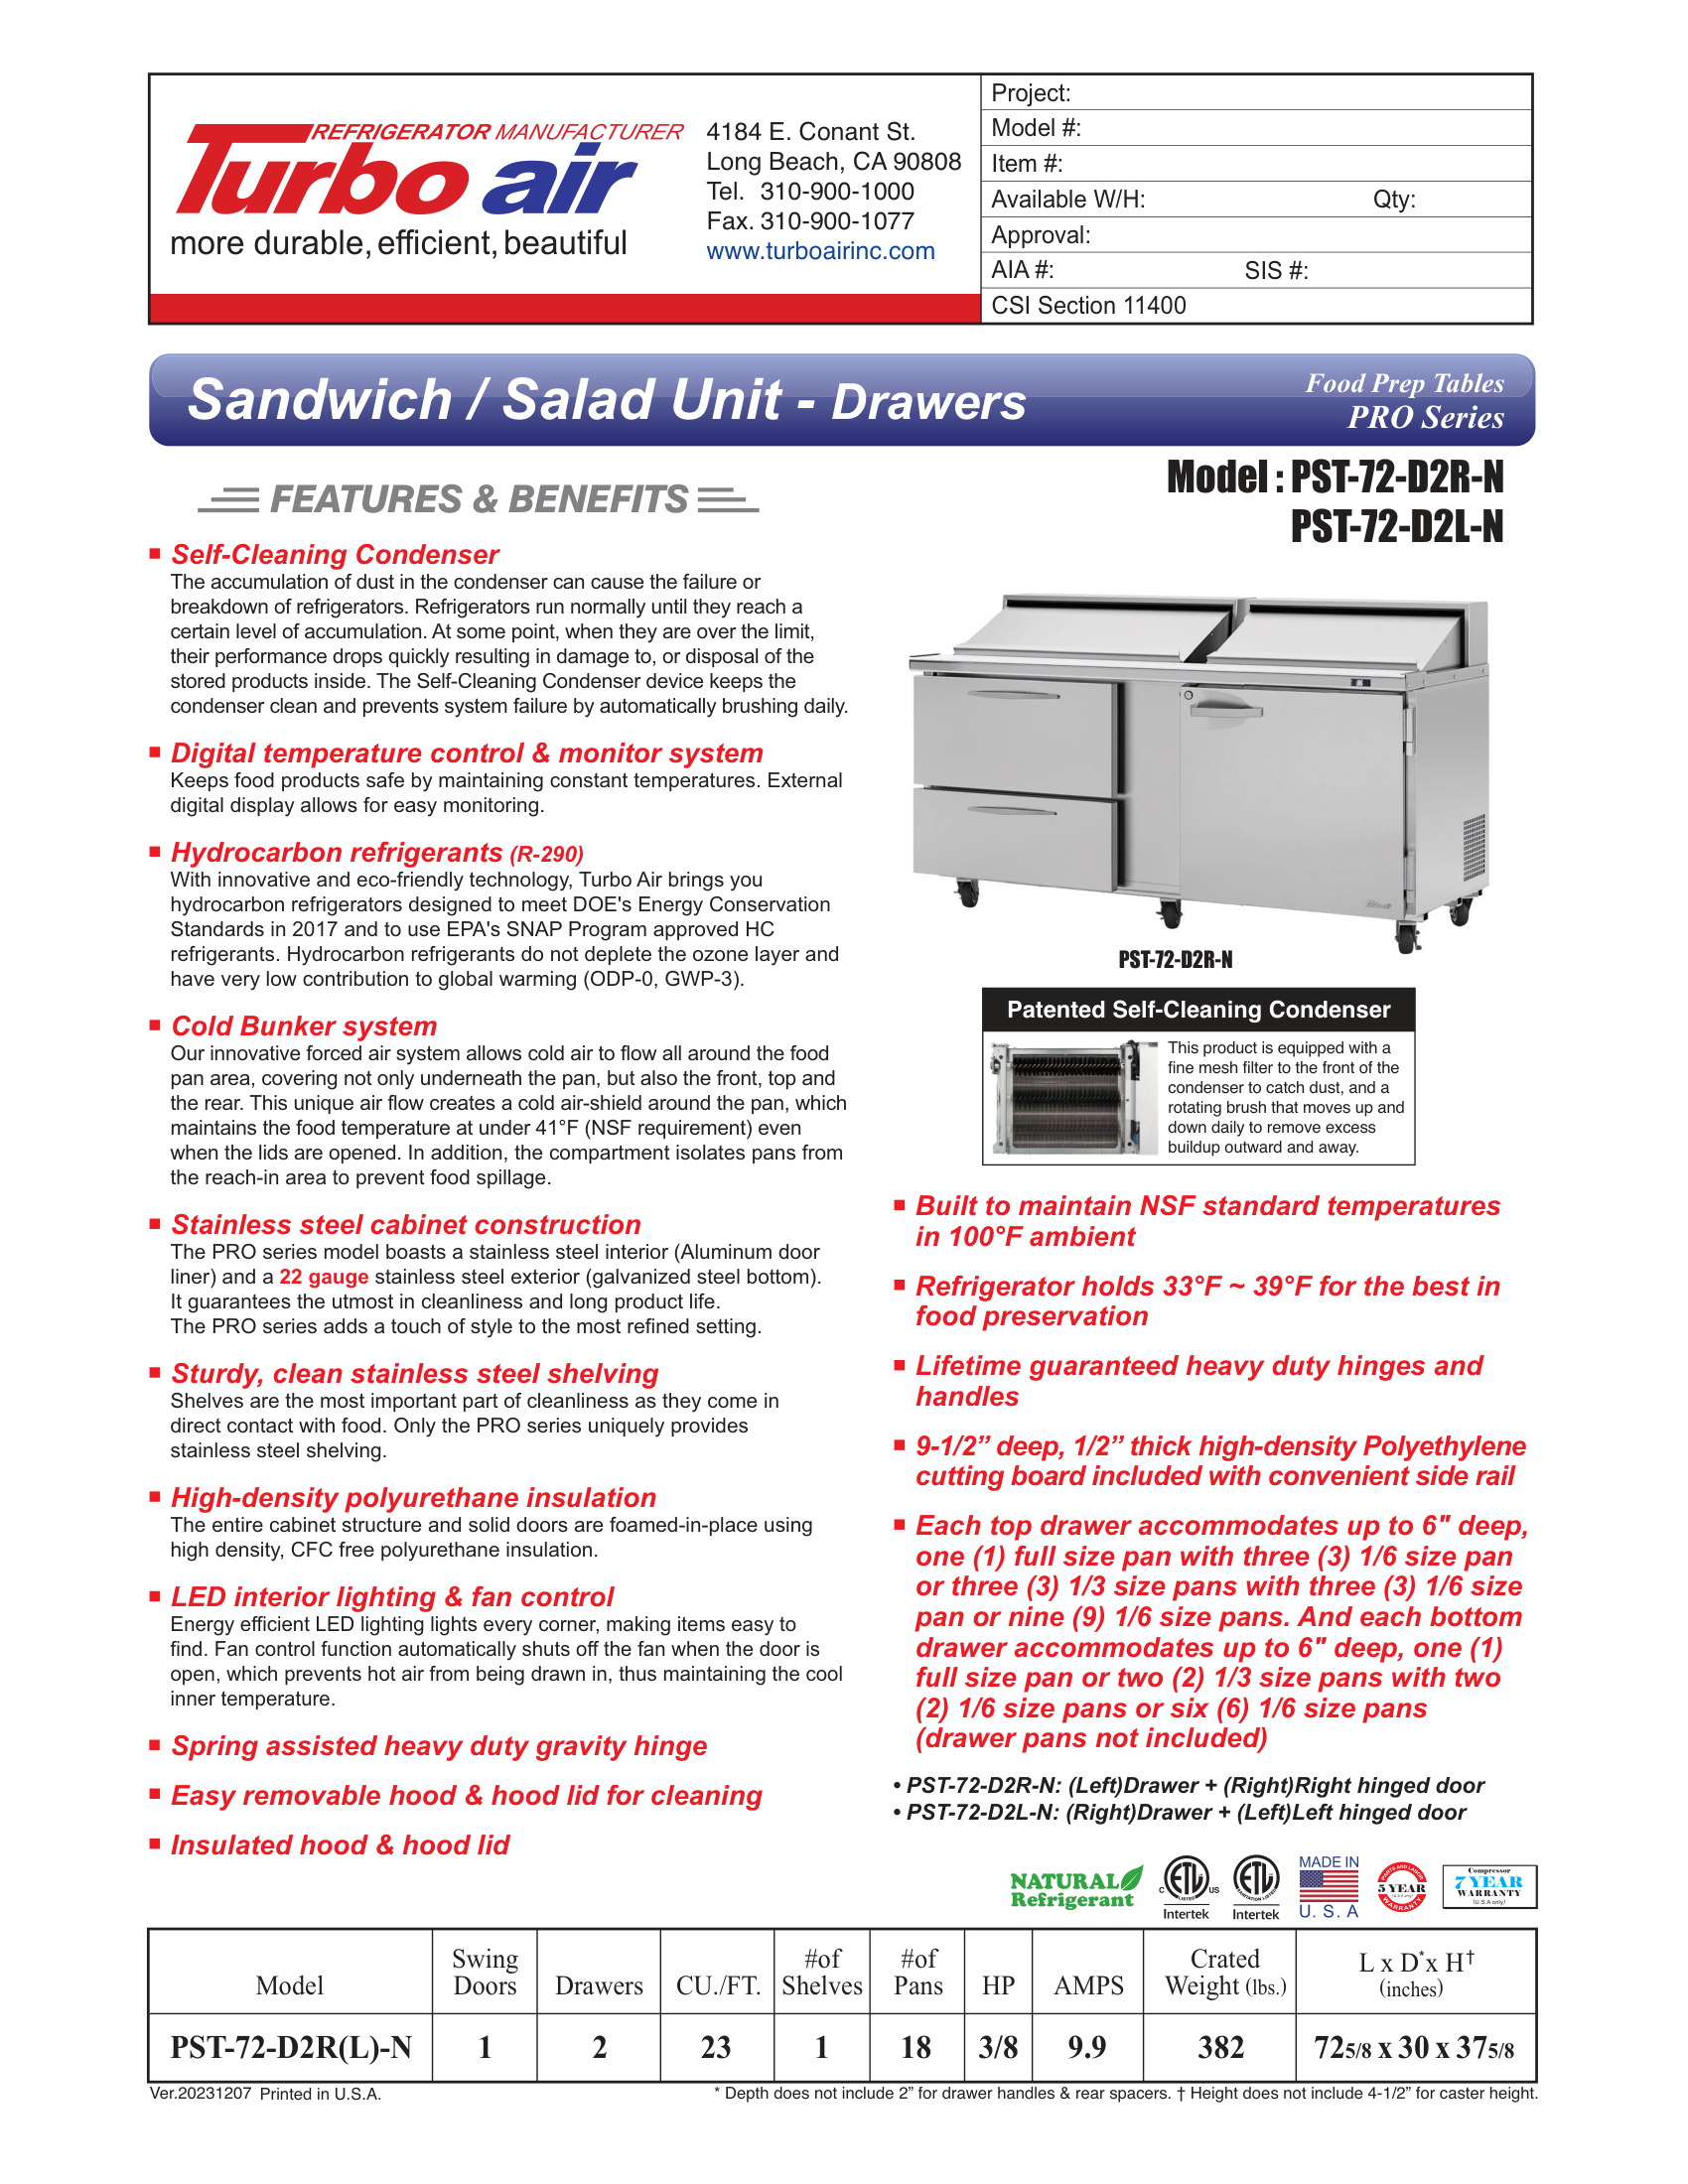 REFRIGERATOR MANUFACTURER
Turbo air
more durable, efficient, beautiful
4184 E. Conant St.
Long Beach, CA 90808
Tel. 310-900-1000
Fax. 310-900-1077
www.turboairinc.com
Project:
Model #:
Item #:
Available W/H: Qty:
Approval:
AIA #: SIS #:
CSI Section 11400
Sandwich / Salad Unit - Drawers
Food Prep Tables
PRO Series
FEATURES & BENEFITS
Model : PST-72-D2R-N
PST-72-D2L-N
Self-Cleaning Condenser
The accumulation of dust in the condenser can cause the failure or
breakdown of refrigerators. Refrigerators run normally until they reach a
certain level of accumulation. At some point, when they are over the limit,
their performance drops quickly resulting in damage to, or disposal of the
stored products inside. The Self-Cleaning Condenser device keeps the
condenser clean and prevents system failure by automatically brushing daily.
Digital temperature control & monitor system
Keeps food products safe by maintaining constant temperatures. External
digital display allows for easy monitoring.
Hydrocarbon refrigerants (R-290)
With innovative and eco-friendly technology, Turbo Air brings you
hydrocarbon refrigerators designed to meet DOE's Energy Conservation
Standards in 2017 and to use EPA's SNAP Program approved HC
refrigerants. Hydrocarbon refrigerants do not deplete the ozone layer and
have very low contribution to global warming (ODP-0, GWP-3).
Cold Bunker system
Our innovative forced air system allows cold air to flow all around the food
pan area, covering not only underneath the pan, but also the front, top and
the rear. This unique air flow creates a cold air-shield around the pan, which
maintains the food temperature at under 41°F (NSF requirement) even
when the lids are opened. In addition, the compartment isolates pans from
the reach-in area to prevent food spillage.
Stainless steel cabinet construction
The PRO series model boasts a stainless steel interior (Aluminum door
liner) and a 22 gauge stainless steel exterior (galvanized steel bottom).
It guarantees the utmost in cleanliness and long product life.
The PRO series adds a touch of style to the most refined setting.
Sturdy, clean stainless steel shelving
Shelves are the most important part of cleanliness as they come in
direct contact with food. Only the PRO series uniquely provides
stainless steel shelving.
High-density polyurethane insulation
The entire cabinet structure and solid doors are foamed-in-place using
high density, CFC free polyurethane insulation.
LED interior lighting & fan control
Energy efficient LED lighting lights every corner, making items easy to
find. Fan control function automatically shuts off the fan when the door is
open, which prevents hot air from being drawn in, thus maintaining the cool
inner temperature.
Spring assisted heavy duty gravity hinge
Easy removable hood & hood lid for cleaning
Insulated hood & hood lid
PST-72-D2R-N
Patented Self-Cleaning Condenser
This product is equipped with a
fine mesh filter to the front of the
condenser to catch dust, and a
rotating brush that moves up and
down daily to remove excess
buildup outward and away.
Built to maintain NSF standard temperatures
in 100°F ambient
Refrigerator holds 33°F ~ 39°F for the best in
food preservation
Lifetime guaranteed heavy duty hinges and
handles
9-1/2” deep, 1/2” thick high-density Polyethylene
cutting board included with convenient side rail
Each top drawer accommodates up to 6" deep,
one (1) full size pan with three (3) 1/6 size pan
or three (3) 1/3 size pans with three (3) 1/6 size
pan or nine (9) 1/6 size pans. And each bottom
drawer accommodates up to 6" deep, one (1)
full size pan or two (2) 1/3 size pans with two
(2) 1/6 size pans or six (6) 1/6 size pans
(drawer pans not included)
• PST-72-D2R-N: (Left)Drawer + (Right)Right hinged door
• PST-72-D2L-N: (Right)Drawer + (Left)Left hinged door
NATURAL
Refrigerant
C ETL US
LISTED
Intertek
ETL
SANITATION LISTED
Intertek
MADE IN
U. S. A
PARTS AND LABOR
5 YEAR
(U.S.A only)
WARRANTY
Compressor
7 YEAR
WARRANTY
(U.S.A only)
Model Swing Doors Drawers CU./FT. #of Shelves #of Pans HP AMPS Crated Weight (lbs.) L x D* x H† (inches)
PST-72-D2R(L)-N 1 2 23 1 18 3/8 9.9 382 725/8 x 30 x 375/8
Ver.20231207 Printed in U.S.A.
* Depth does not include 2” for drawer handles & rear spacers. † Height does not include 4-1/2” for caster height.